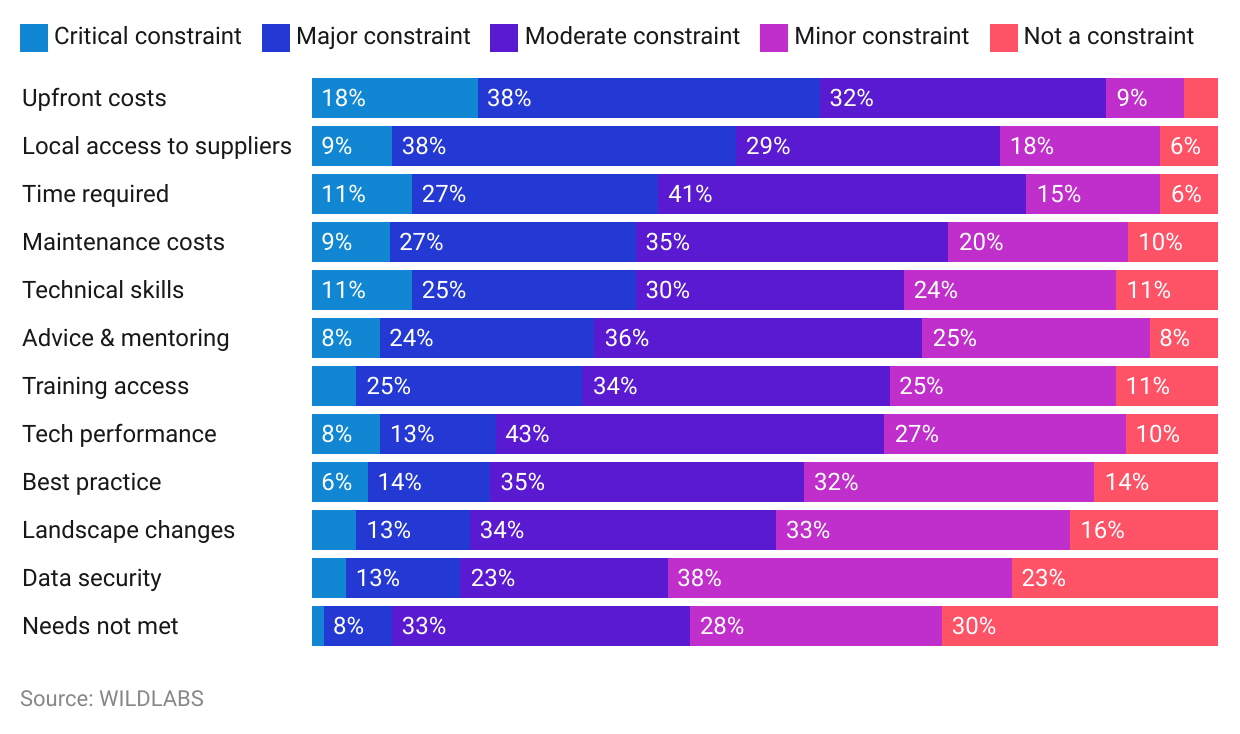 Critical constraint Major constraint Moderate constraint Minor constraint Not a constraint
Upfront costs 18% 38% 32% 9%
Local access to suppliers 9% 38% 29% 18% 6%
Time required 11% 27% 41% 15% 6%
Maintenance costs 9% 27% 35% 20% 10%
Technical skills 11% 25% 30% 24% 11%
Advice & mentoring 8% 24% 36% 25% 8%
Training access 25% 34% 25% 11%
Tech performance 8% 13% 43% 27% 10%
Best practice 6% 14% 35% 32% 14%
Landscape changes 13% 34% 33% 16%
Data security 13% 23% 38% 23%
Needs not met 8% 33% 28% 30%
Source: WILDLABS